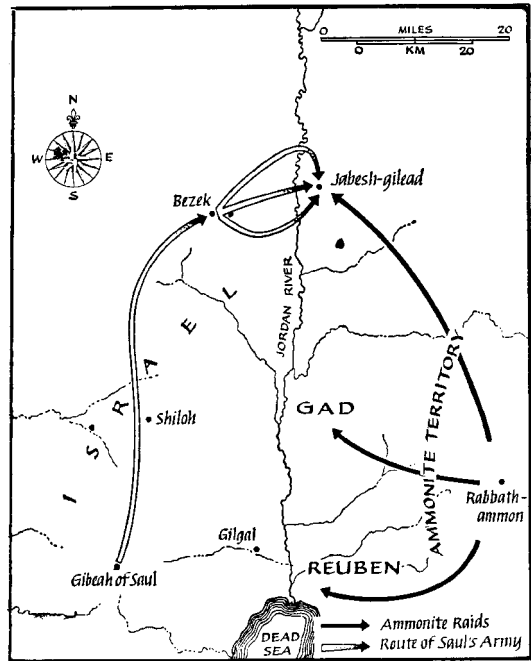 MILES
0 20
0 20
KM
N
W E
S
Jabesh-gilead
Bezek
JORDAN RIVER
ISRAEL
AMMONITE TERRITORY
GAD
Shiloh
Rabbath-
ammon
Gilgal
Gibeah of Saul
REUBEN
DEAD
SEA
Ammonite Raids
Route of Saul's Army